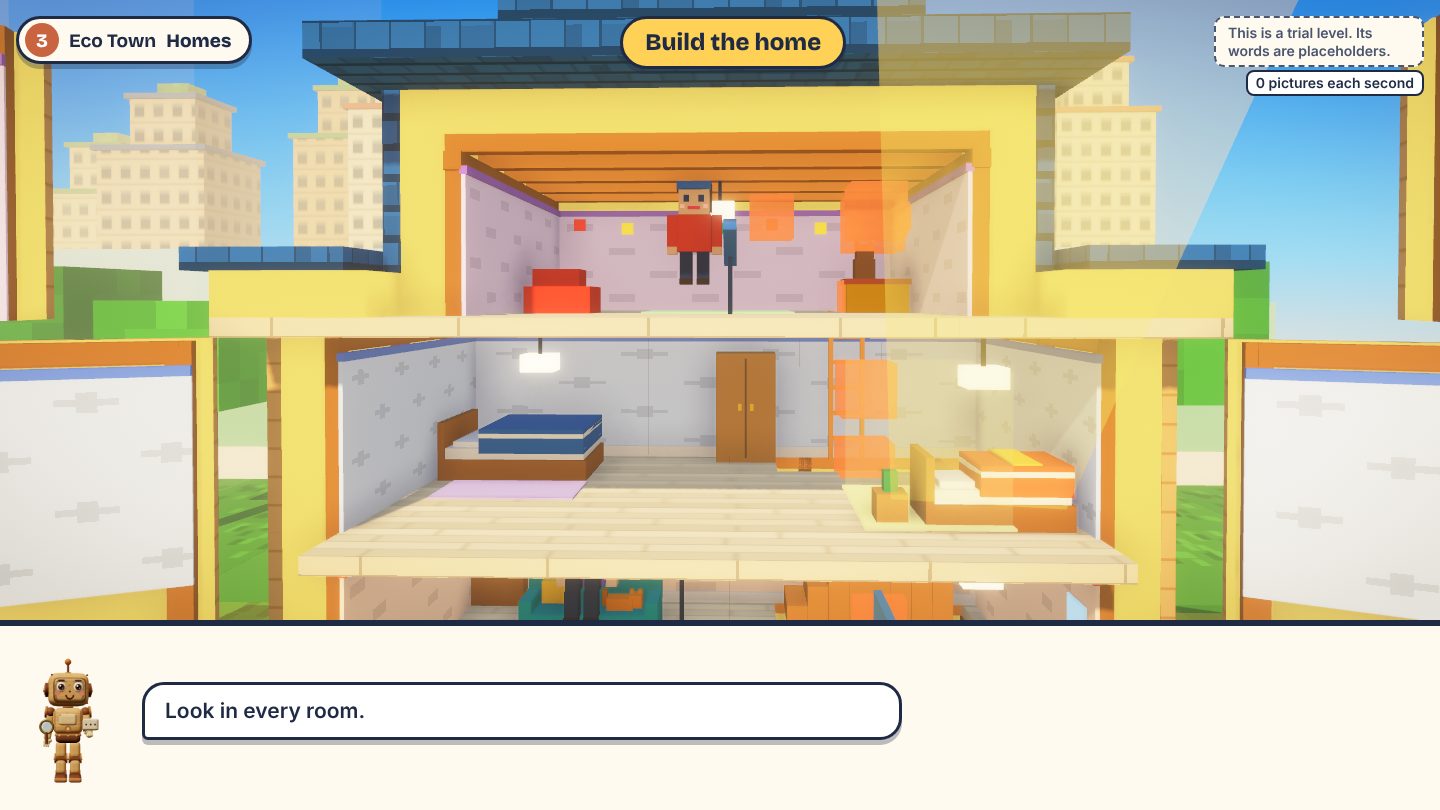 3 Eco Town Homes
Build the home
This is a trial level. Its
words are placeholders.
0 pictures each second
Look in every room.